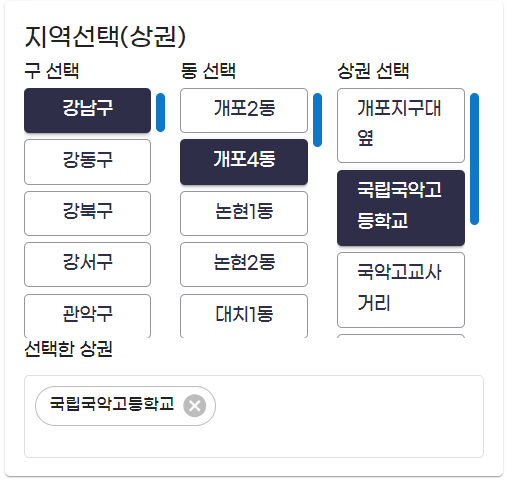 지역선택(상권)
구 선택
동 선택
상권 선택
강남구
강동구
강북구
강서구
관악구
개포2동
개포4동
논현1동
논현2동
대치1동
개포지구대
옆
국립국악고
등학교
국악고교사
거리
선택한 상권
국립국악고등학교